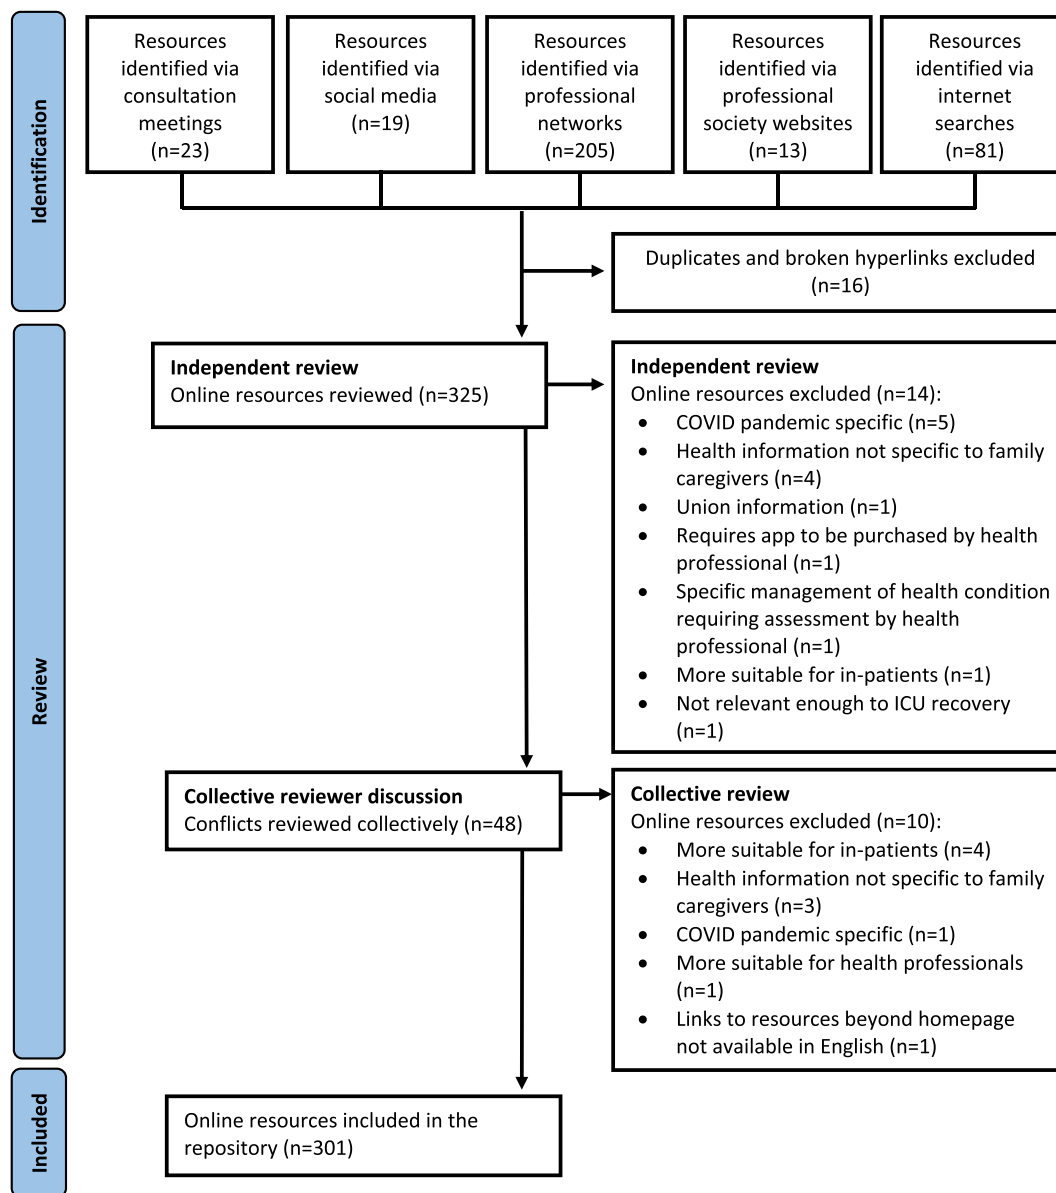 Identification
Resources
identified via
consultation
meetings
(n=23)
Resources
identified via
social media
(n=19)
Resources
identified via
professional
networks
(n=205)
Resources
identified via
professional
society websites
(n=13)
Resources
identified via
internet
searches
(n=81)
Duplicates and broken hyperlinks excluded
(n=16)
Review
Independent review
Online resources reviewed (n=325)
Independent review
Online resources excluded (n=14):
• COVID pandemic specific (n=5)
• Health information not specific to family
caregivers (n=4)
• Union information (n=1)
• Requires app to be purchased by health
professional (n=1)
• Specific management of health condition
requiring assessment by health
professional (n=1)
• More suitable for in-patients (n=1)
• Not relevant enough to ICU recovery
(n=1)
Collective reviewer discussion
Conflicts reviewed collectively (n=48)
Collective review
Online resources excluded (n=10):
• More suitable for in-patients (n=4)
• Health information not specific to family
caregivers (n=3)
• COVID pandemic specific (n=1)
• More suitable for health professionals
(n=1)
• Links to resources beyond homepage
not available in English (n=1)
Included
Online resources included in the
repository (n=301)